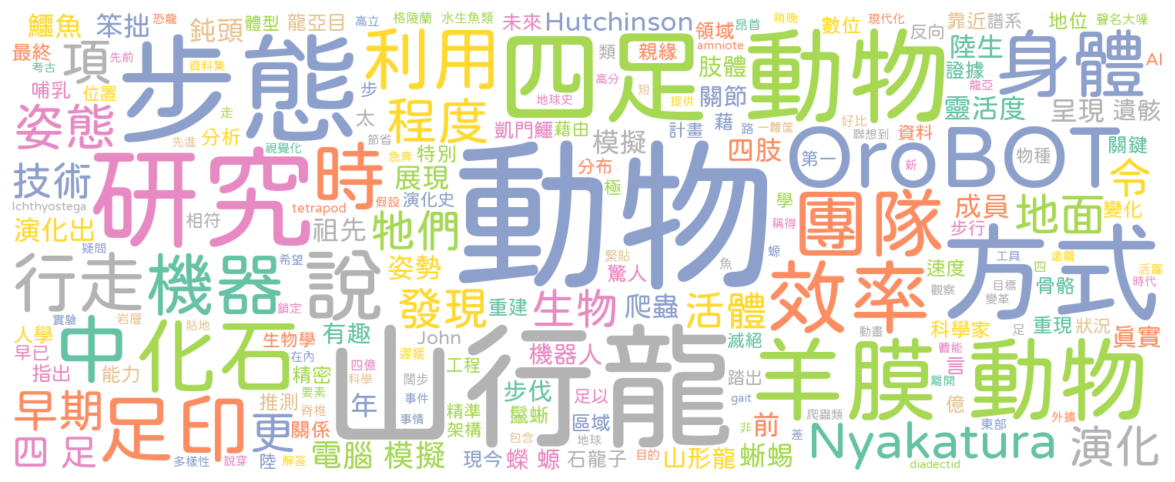 恐龍 鱷魚 笨拙 體型 龍亞目 高立 格陵蘭 水生魚類 未來 Hutchinson 領域 數位 反向 地位 聲名大噪
最終 考古 先前 項 資料集 鈍頭 步態 利用 四足動物 類 親緣 amniote 昂首 靠近 譜系 稍晚 現代化 身體 AI
哺乳 位置 走 步 程度 高分 地球史 短 提供 肢體 關節 陸生 證據 龍亞
姿態 先進 分析 太 節省 凱門鱷 藉由 模擬 計畫 藉 路 一離筐 靈活度 好比 聯想到 呈現 遺骸
技術 研究 視覺化 時 急奔 特別 展現 分布 四肢 第一 OroBOT 資料 新 物種 關鍵
Ichthyostega 相符 tetrapod 假設 演化史 極 動物 學 稱得 團隊 成員 步行 令 變化
演化出 疑問 希望 祖先 牠們 姿勢 緊貼 驚人 魚 螈 地面 方式 工具 遠離 活躍
行走 機器 鎖定 說 發現 重建 生物 爬蟲 活體 效率 速度 觀察 四 目標 變革 骨骼 時代
人學 實驗 岩層 貼地 生物學 有趣 John 滅絕 動畫 科學家 足 重現 狀況 真實
早已 指出 中 化石 能力 在內 精密 山行龍 四億 遲緩 科學 闊步 事件 事情 工程 機器人 踏出 體能 言 離開 羊膜動物 億
早期 足印 推測 要素 脊椎 更 關係 年 步伐 鬣蜥 精準 架構 足以 區域 gait 非 前 爬蟲類 差 東部 外擴
四足 多樣性 說穿 陸 解答 電腦模擬 包含 地球 現今 蠑螈 石龍子 目的 山形龍 蜥蜴 Nyakatura diadectid 演化